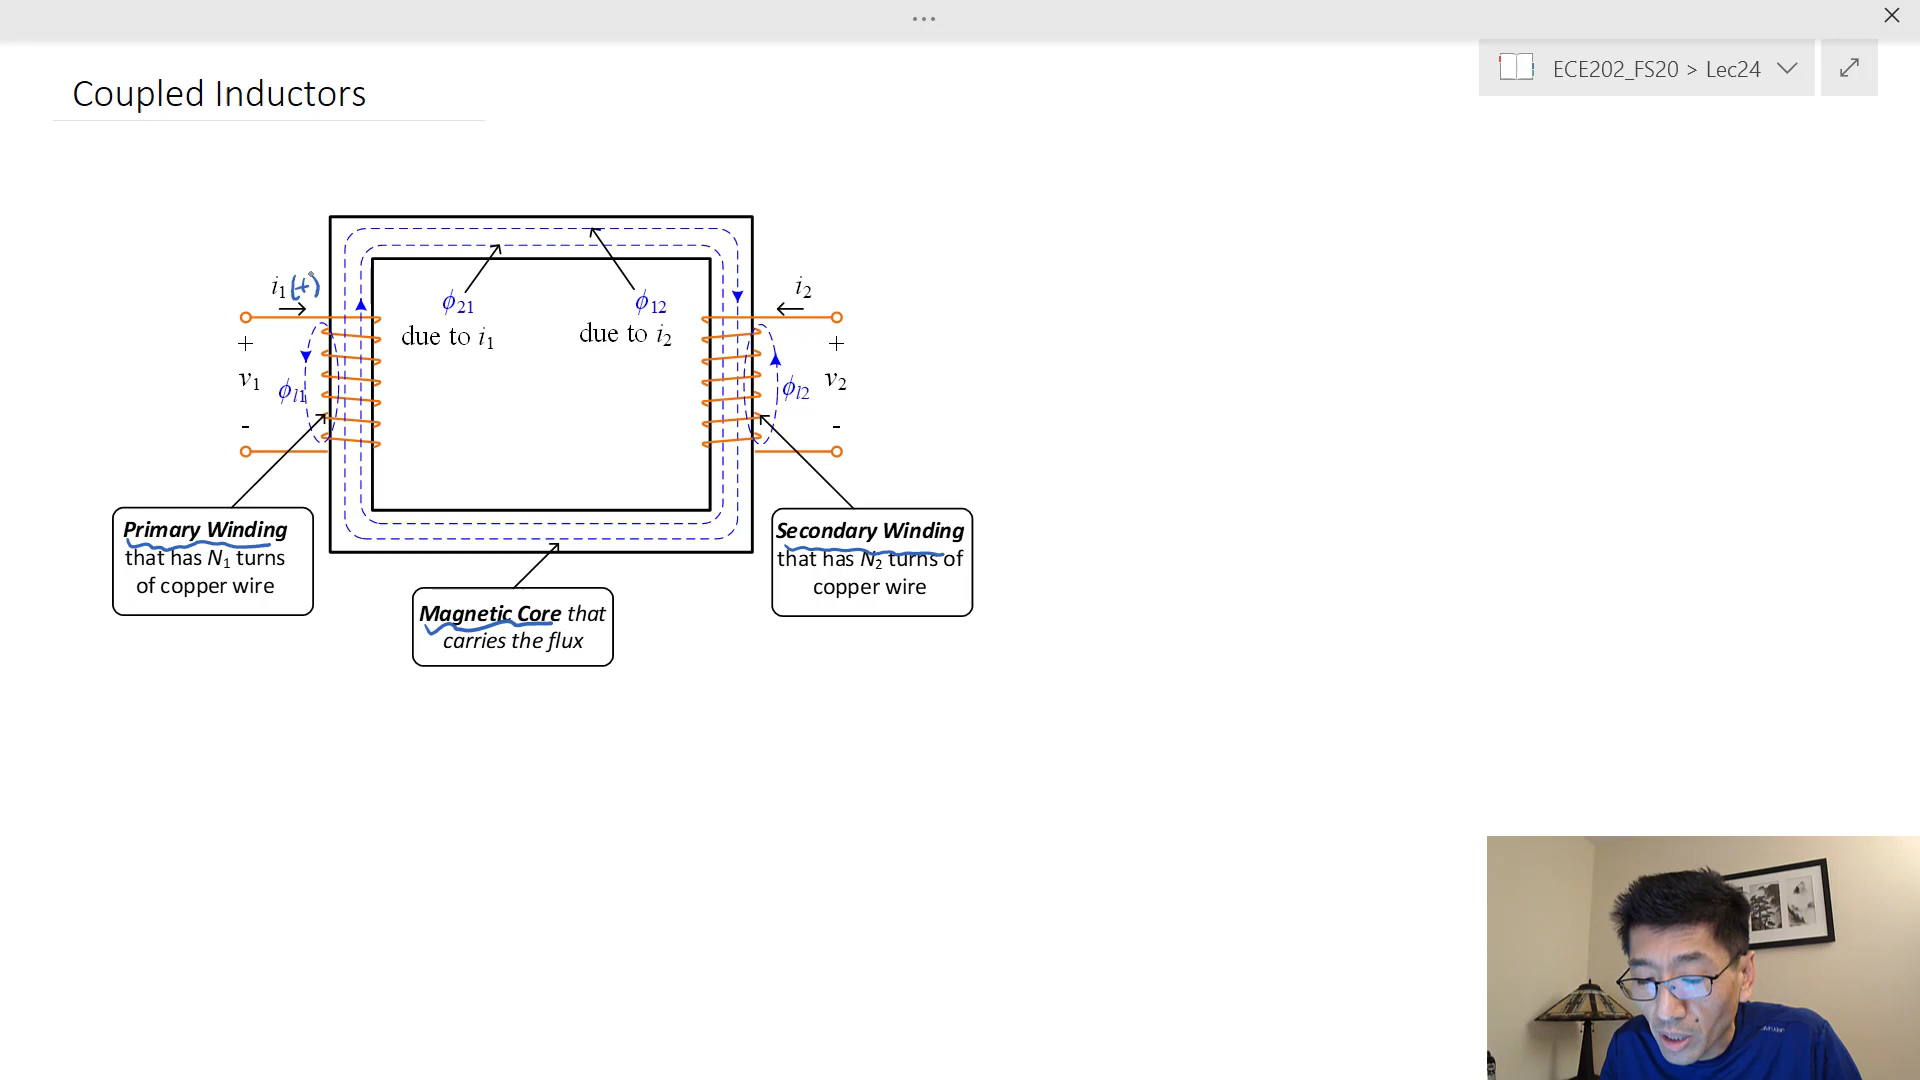 ECE202_FS20 > Lec24
Coupled Inductors
i1(+)
i2
ϕ21
due to i1
ϕ12
due to i2
+
v1
-
ϕl1
ϕl2
+
v2
-
Primary Winding
that has N1 turns
of copper wire
Secondary Winding
that has N2 turns of
copper wire
Magnetic Core that
carries the flux